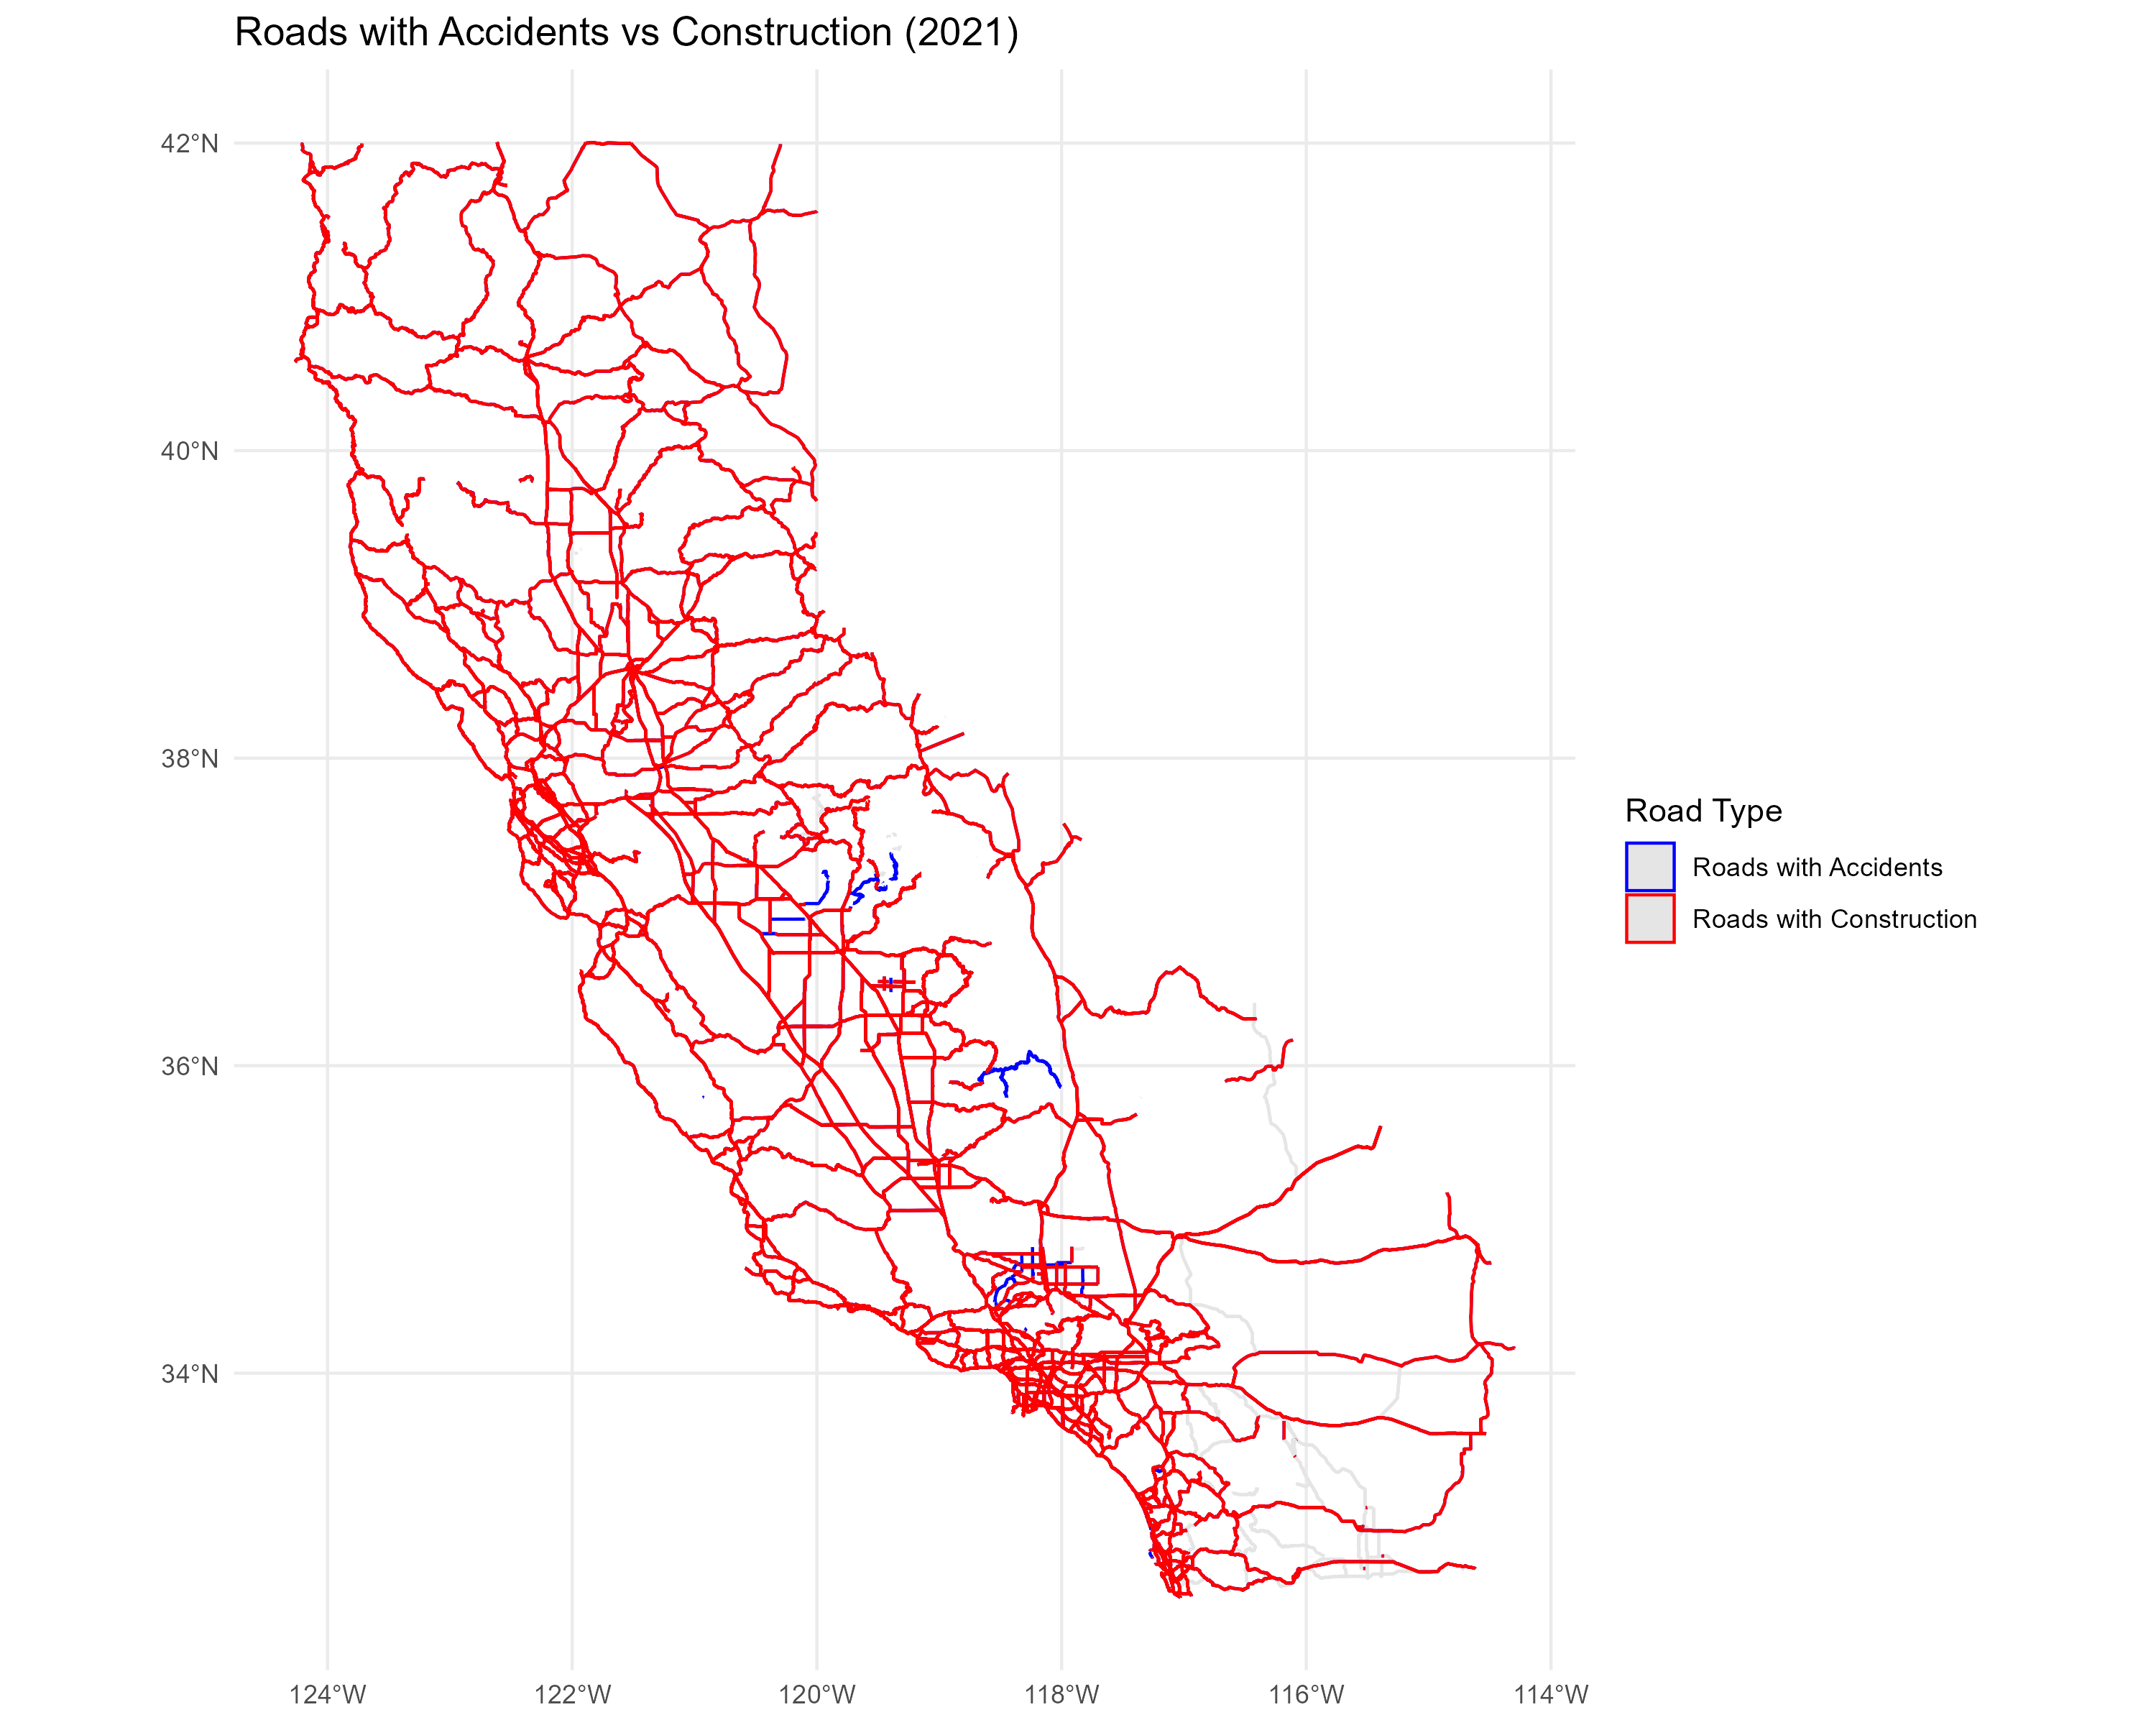 Roads with Accidents vs Construction (2021)
42°N
40°N
38°N
36°N
34°N
124°W
122°W
120°W
118°W
116°W
114°W
Road Type
Roads with Accidents
Roads with Construction